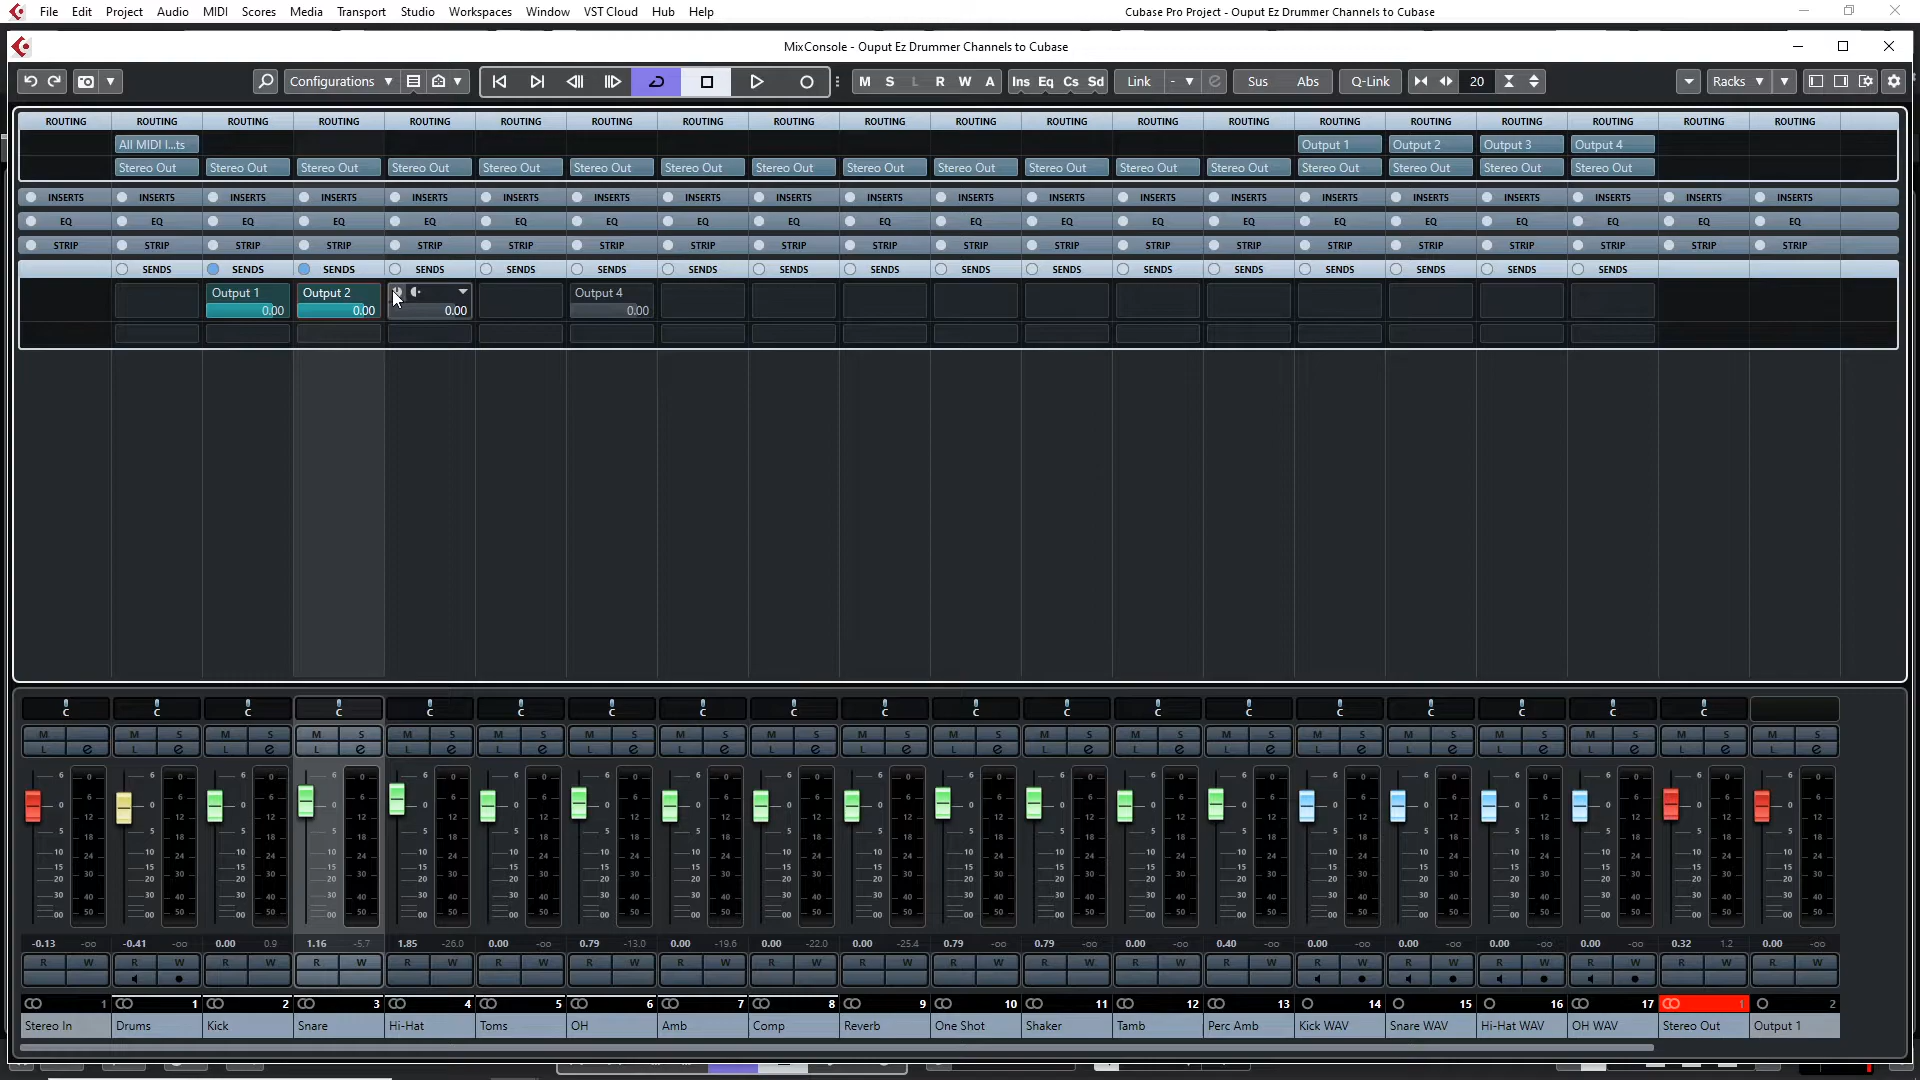 File Edit Project Audio MIDI Scores Media Transport Studio Workspaces Window VST Cloud Hub Help Cubase Pro Project - Ouput Ez Drummer Channels to Cubase
MixConsole - Ouput Ez Drummer Channels to Cubase
Configurations M S L R W A Ins Eq Cs Sd Link - Sus Abs Q-Link 20 Racks
ROUTING ROUTING ROUTING ROUTING ROUTING ROUTING ROUTING ROUTING ROUTING ROUTING ROUTING ROUTING ROUTING ROUTING ROUTING ROUTING ROUTING ROUTING ROUTING ROUTING
All MIDI I...ts Output 1 Output 2 Output 3 Output 4
Stereo Out Stereo Out Stereo Out Stereo Out Stereo Out Stereo Out Stereo Out Stereo Out Stereo Out Stereo Out Stereo Out Stereo Out Stereo Out Stereo Out Stereo Out Stereo Out Stereo Out
INSERTS INSERTS INSERTS INSERTS INSERTS INSERTS INSERTS INSERTS INSERTS INSERTS INSERTS INSERTS INSERTS INSERTS INSERTS INSERTS INSERTS INSERTS INSERTS INSERTS
EQ EQ EQ EQ EQ EQ EQ EQ EQ EQ EQ EQ EQ EQ EQ EQ EQ EQ EQ EQ
STRIP STRIP STRIP STRIP STRIP STRIP STRIP STRIP STRIP STRIP STRIP STRIP STRIP STRIP STRIP STRIP STRIP STRIP STRIP STRIP
SENDS SENDS SENDS SENDS SENDS SENDS SENDS SENDS SENDS SENDS SENDS SENDS SENDS SENDS SENDS SENDS SENDS
Output 1 Output 2 Output 4
0.00 0.00 0.00 0.00
C C C C C C C C C C C C C C C C C C C
M S M S M S M S M S M S M S M S M S M S M S M S M S M S M S M S M S M S M S
L e L e L e L e L e L e L e L e L e L e L e L e L e L e L e L e L e L e L e L e
-0.13 -oo -0.41 -oo 0.00 0.9 1.16 -5.7 1.85 -26.0 0.00 -oo 0.79 -13.0 0.00 -19.6 0.00 -22.0 0.00 -25.4 0.79 -oo 0.79 -oo 0.00 -oo 0.40 -oo 0.00 -oo 0.00 -oo 0.00 -oo 0.00 -oo 0.32 1.2 0.00 -oo
R W R W R W R W R W R W R W R W R W R W R W R W R W R W R W R W R W R W R W R W
1 1 2 3 4 5 6 7 8 9 10 11 12 13 14 15 16 17 1 2
Stereo In Drums Kick Snare Hi-Hat Toms OH Amb Comp Reverb One Shot Shaker Tamb Perc Amb Kick WAV Snare WAV Hi-Hat WAV OH WAV Stereo Out Output 1